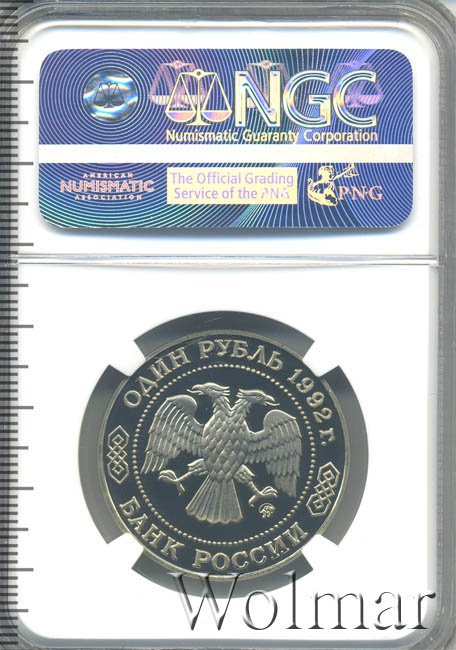 NGC
Numismatic Guaranty Corporation
AMERICAN
NUMISMATIC
ASSOCIATION
The Official Grading
Service of the PNG
PNG
ОДИН РУБЛЬ 1992 г.
БАНК РОССИИ
Wolmar